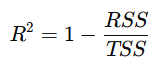 R² = 1 − RSS/TSS